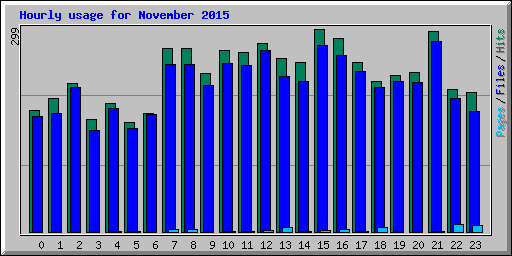 Hourly usage for November 2015
299
Pages/Files/Hits
0 1 2 3 4 5 6 7 8 9 10 11 12 13 14 15 16 17 18 19 20 21 22 23